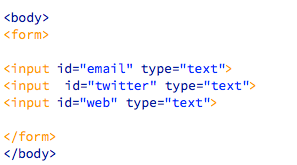 <body>
<form>
<input id="email" type="text">
<input  id="twitter" type="text">
<input id="web" type="text">
</form>
</body>